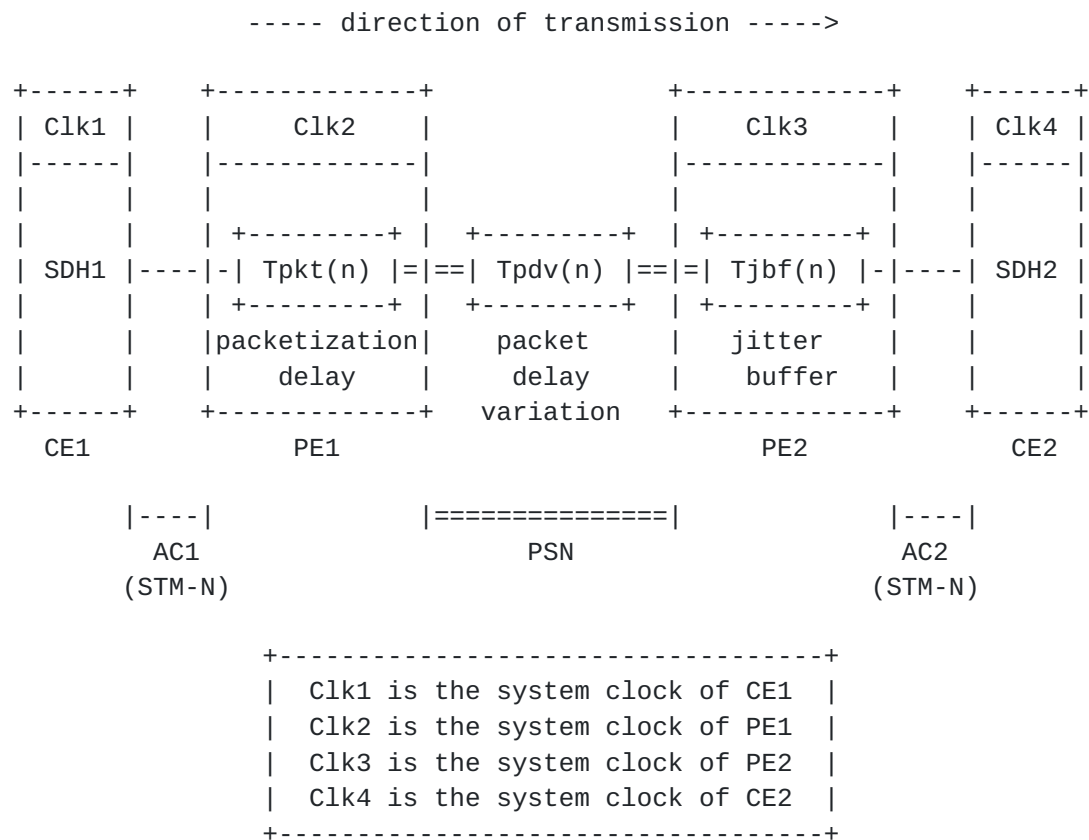 ----- direction of transmission ----->
Clk1 Clk2 Clk3 Clk4
SDH1 Tpkt(n) Tpdv(n) Tjbf(n) SDH2
packetization packet jitter
delay delay buffer
variation
CE1 PE1 PE2 CE2
AC1 PSN AC2
(STM-N) (STM-N)
Clk1 is the system clock of CE1
Clk2 is the system clock of PE1
Clk3 is the system clock of PE2
Clk4 is the system clock of CE2